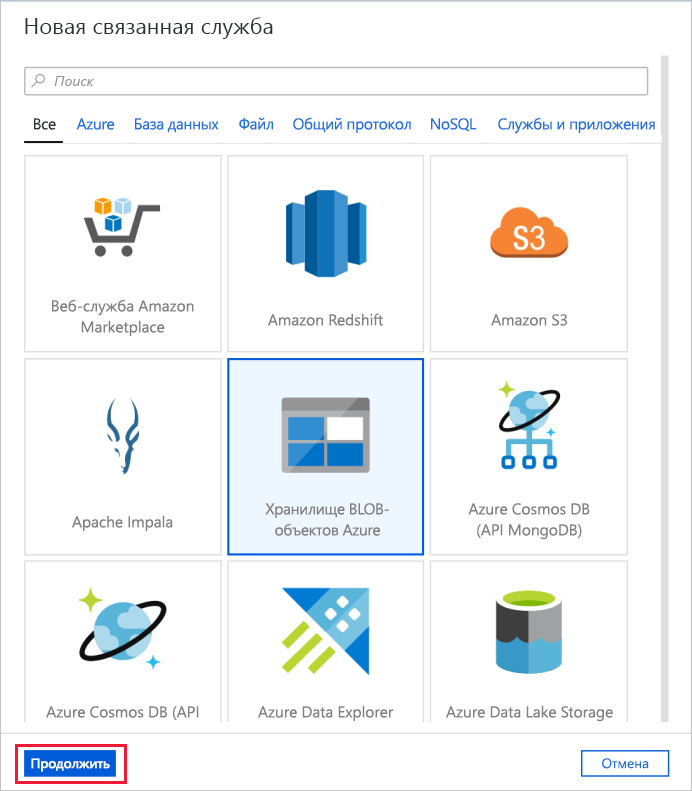 Новая связанная служба
Поиск
Все Azure База данных Файл Общий протокол NoSQL Службы и приложения
Веб-служба Amazon
Marketplace
Amazon Redshift
S3
Amazon S3
Apache Impala
Хранилище BLOB-
объектов Azure
Azure Cosmos DB
(API MongoDB)
Azure Cosmos DB (API
Azure Data Explorer
Azure Data Lake Storage
Продолжить
Отмена